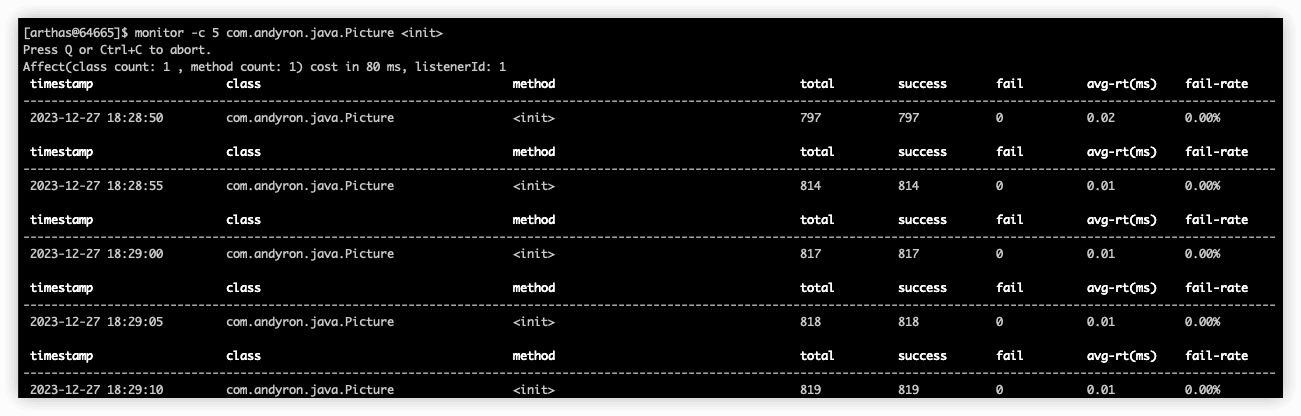 [arthas@64665]$ monitor -c 5 com.andyron.java.Picture <init>
Press Q or Ctrl+C to abort.
Affect(class count: 1 , method count: 1) cost in 80 ms, listenerId: 1
timestamp class method total success fail avg-rt(ms) fail-rate
2023-12-27 18:28:50 com.andyron.java.Picture <init> 797 797 0 0.02 0.00%
timestamp class method total success fail avg-rt(ms) fail-rate
2023-12-27 18:28:55 com.andyron.java.Picture <init> 814 814 0 0.01 0.00%
timestamp class method total success fail avg-rt(ms) fail-rate
2023-12-27 18:29:00 com.andyron.java.Picture <init> 817 817 0 0.01 0.00%
timestamp class method total success fail avg-rt(ms) fail-rate
2023-12-27 18:29:05 com.andyron.java.Picture <init> 818 818 0 0.01 0.00%
timestamp class method total success fail avg-rt(ms) fail-rate
2023-12-27 18:29:10 com.andyron.java.Picture <init> 819 819 0 0.01 0.00%